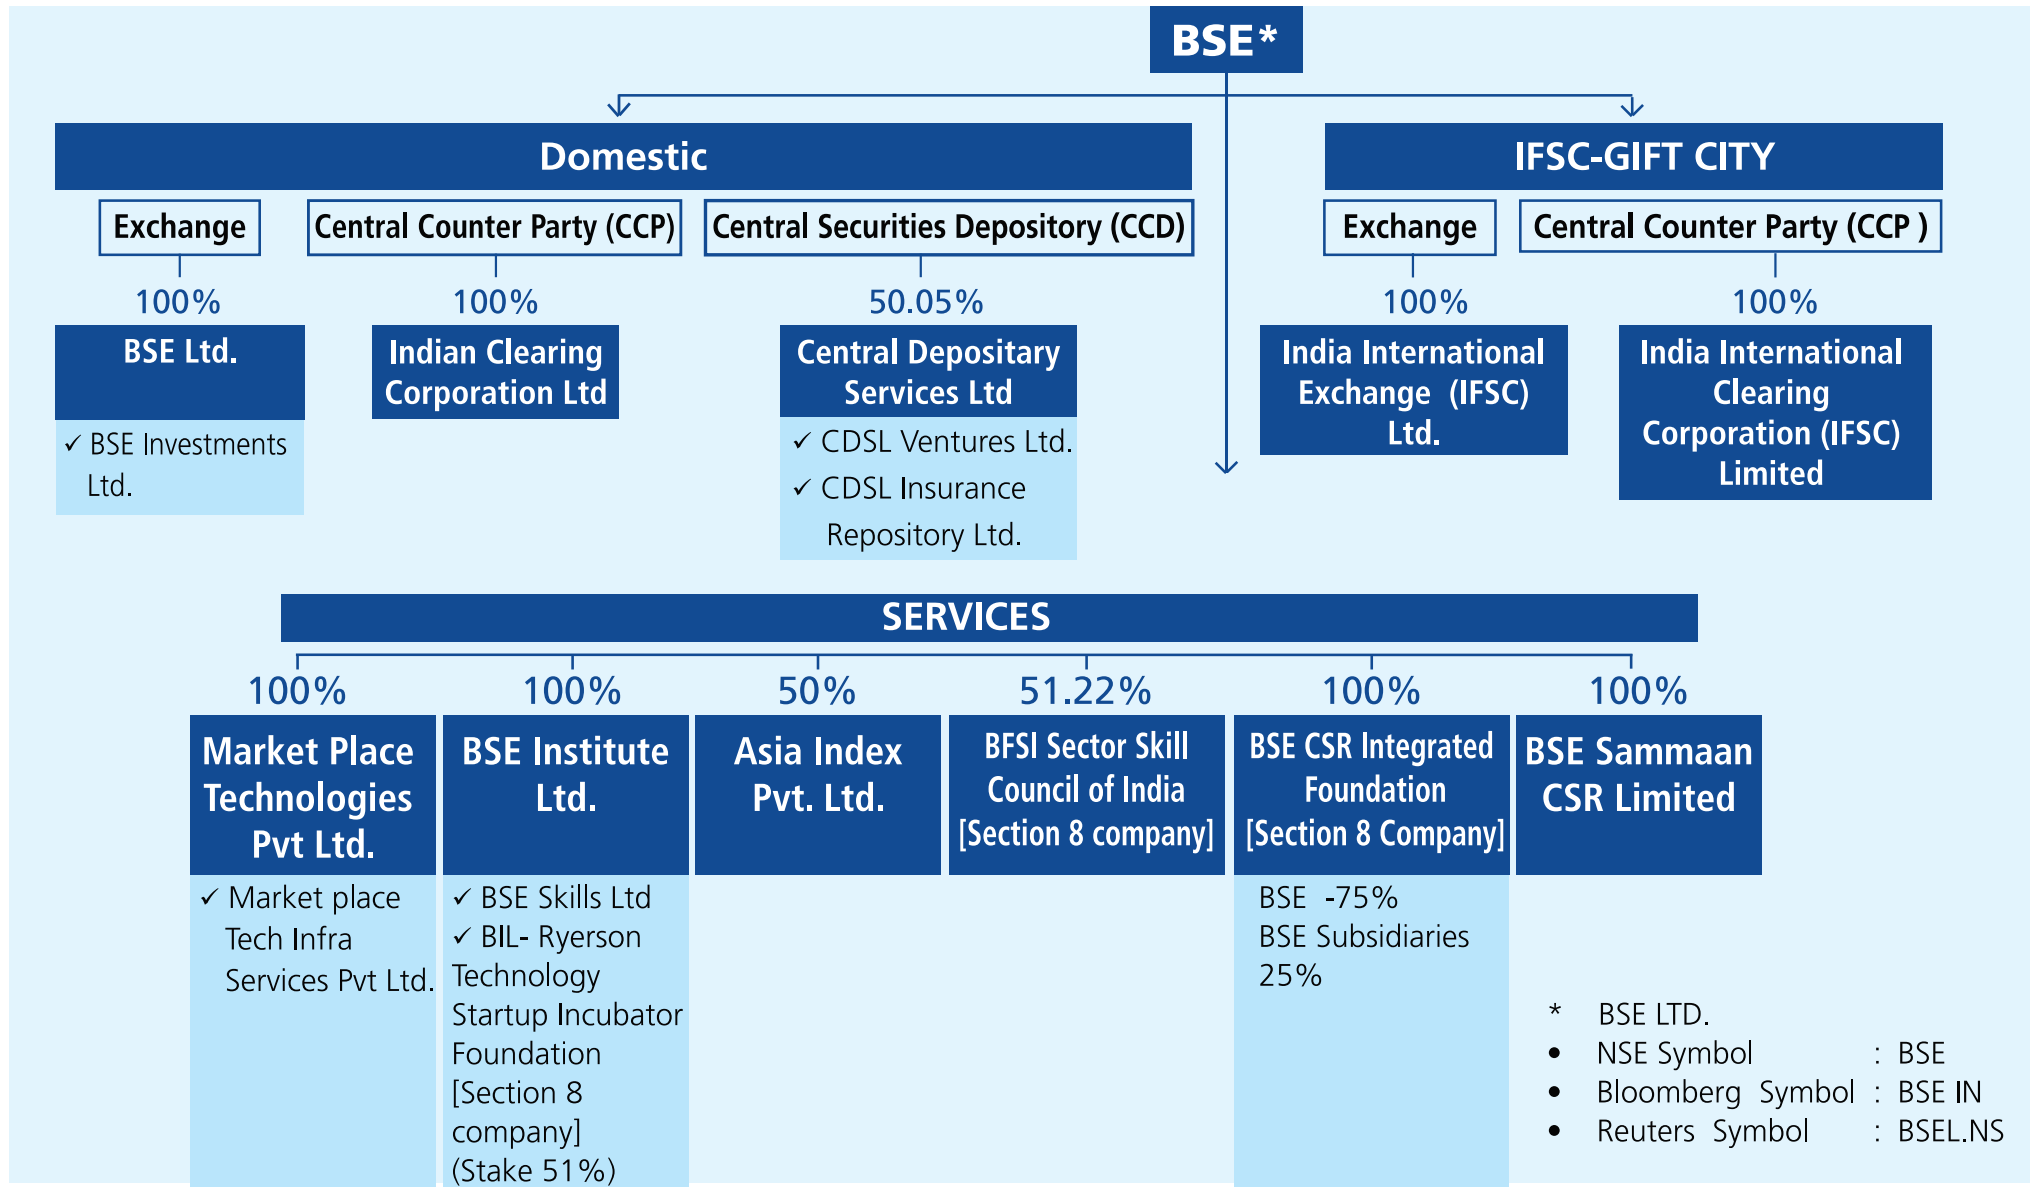 BSE*
Domestic
Exchange
100%
BSE Ltd.
✓ BSE Investments
Ltd.
Central Counter Party (CCP)
100%
Indian Clearing
Corporation Ltd
Central Securities Depository (CCD)
50.05%
Central Depositary
Services Ltd
✓ CDSL Ventures Ltd.
✓ CDSL Insurance
Repository Ltd.
IFSC-GIFT CITY
Exchange
100%
India International
Exchange (IFSC)
Ltd.
Central Counter Party (CCP )
100%
India International
Clearing
Corporation (IFSC)
Limited
SERVICES
100%
Market Place
Technologies
Pvt Ltd.
✓ Market place
Tech Infra
Services Pvt Ltd.
100%
BSE Institute
Ltd.
✓ BSE Skills Ltd
✓ BIL- Ryerson
Technology
Startup Incubator
Foundation
[Section 8
company]
(Stake 51%)
50%
Asia Index
Pvt. Ltd.
51.22%
BFSI Sector Skill
Council of India
[Section 8 company]
100%
BSE CSR Integrated
Foundation
[Section 8 Company]
BSE -75%
BSE Subsidiaries
25%
100%
BSE Sammaan
CSR Limited
* BSE LTD.
• NSE Symbol : BSE
• Bloomberg Symbol : BSE IN
• Reuters Symbol : BSEL.NS